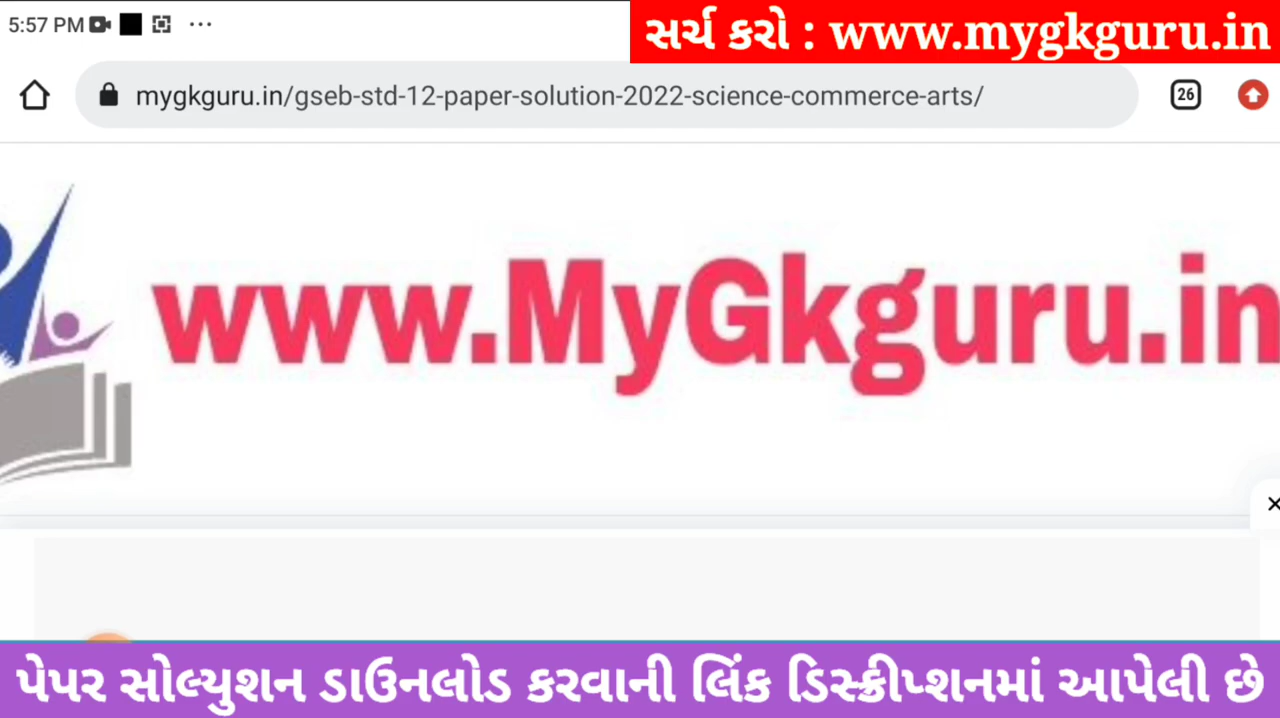 5:57 PM
સર્ચ કરો : www.mygkguru.in
mygkguru.in/gseb-std-12-paper-solution-2022-science-commerce-arts/
26
www.MyGkguru.in
પેપર સોલ્યુશન ડાઉનલોડ કરવાની લિંક ડિસ્ક્રીપ્શનમાં આપેલી છે